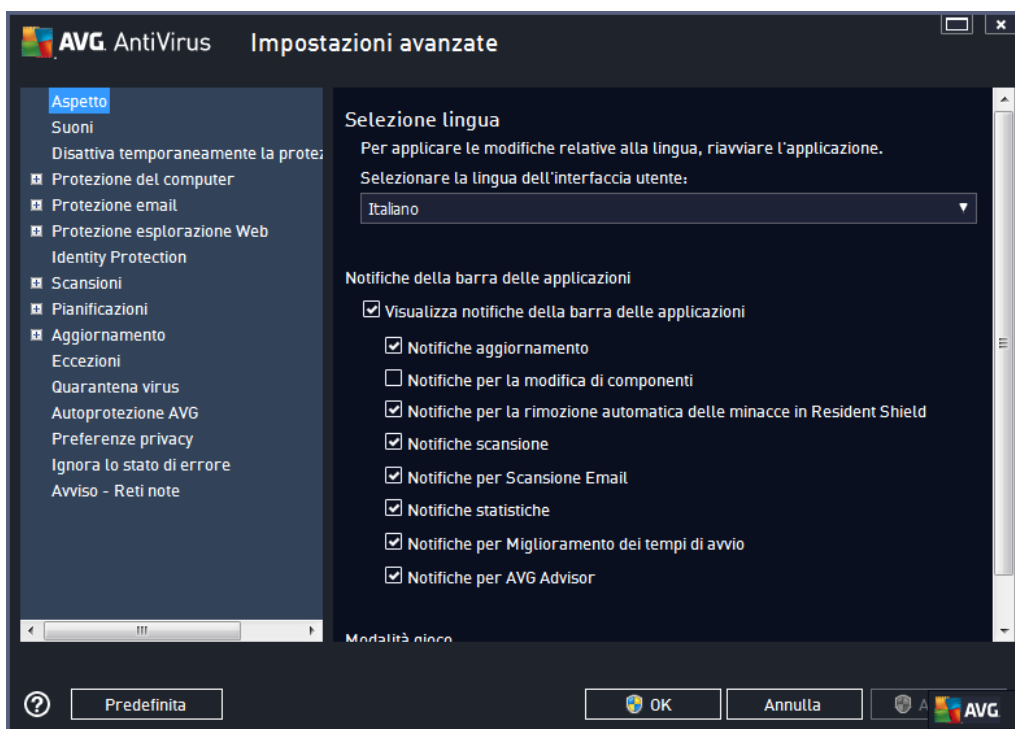 AVG. AntiVirus Impostazioni avanzate
Aspetto
Suoni
Disattiva temporaneamente la
Protezione del computer
Protezione email
Protezione esplorazione Web
Identity Protection
Scansioni
Pianificazioni
Aggiornamento
Eccezioni
Quarantena virus
Autoprotezione AVG
Preferenze privacy
Ignora lo stato di errore
Avviso - Reti note
Selezione lingua
Per applicare le modifiche relative alla lingua, riavviare l'applicazione.
Selezionare la lingua dell'interfaccia utente:
Italiano
Notifiche della barra delle applicazioni
Visualizza notifiche della barra delle applicazioni
Notifiche aggiornamento
Notifiche per la modifica di componenti
Notifiche per la rimozione automatica delle minacce in Resident Shield
Notifiche scansione
Notifiche per Scansione Email
Notifiche statistiche
Notifiche per Miglioramento dei tempi di avvio
Notifiche per AVG Advisor
Modalità gioco
Predefinita
OK
Annulla
AVG.